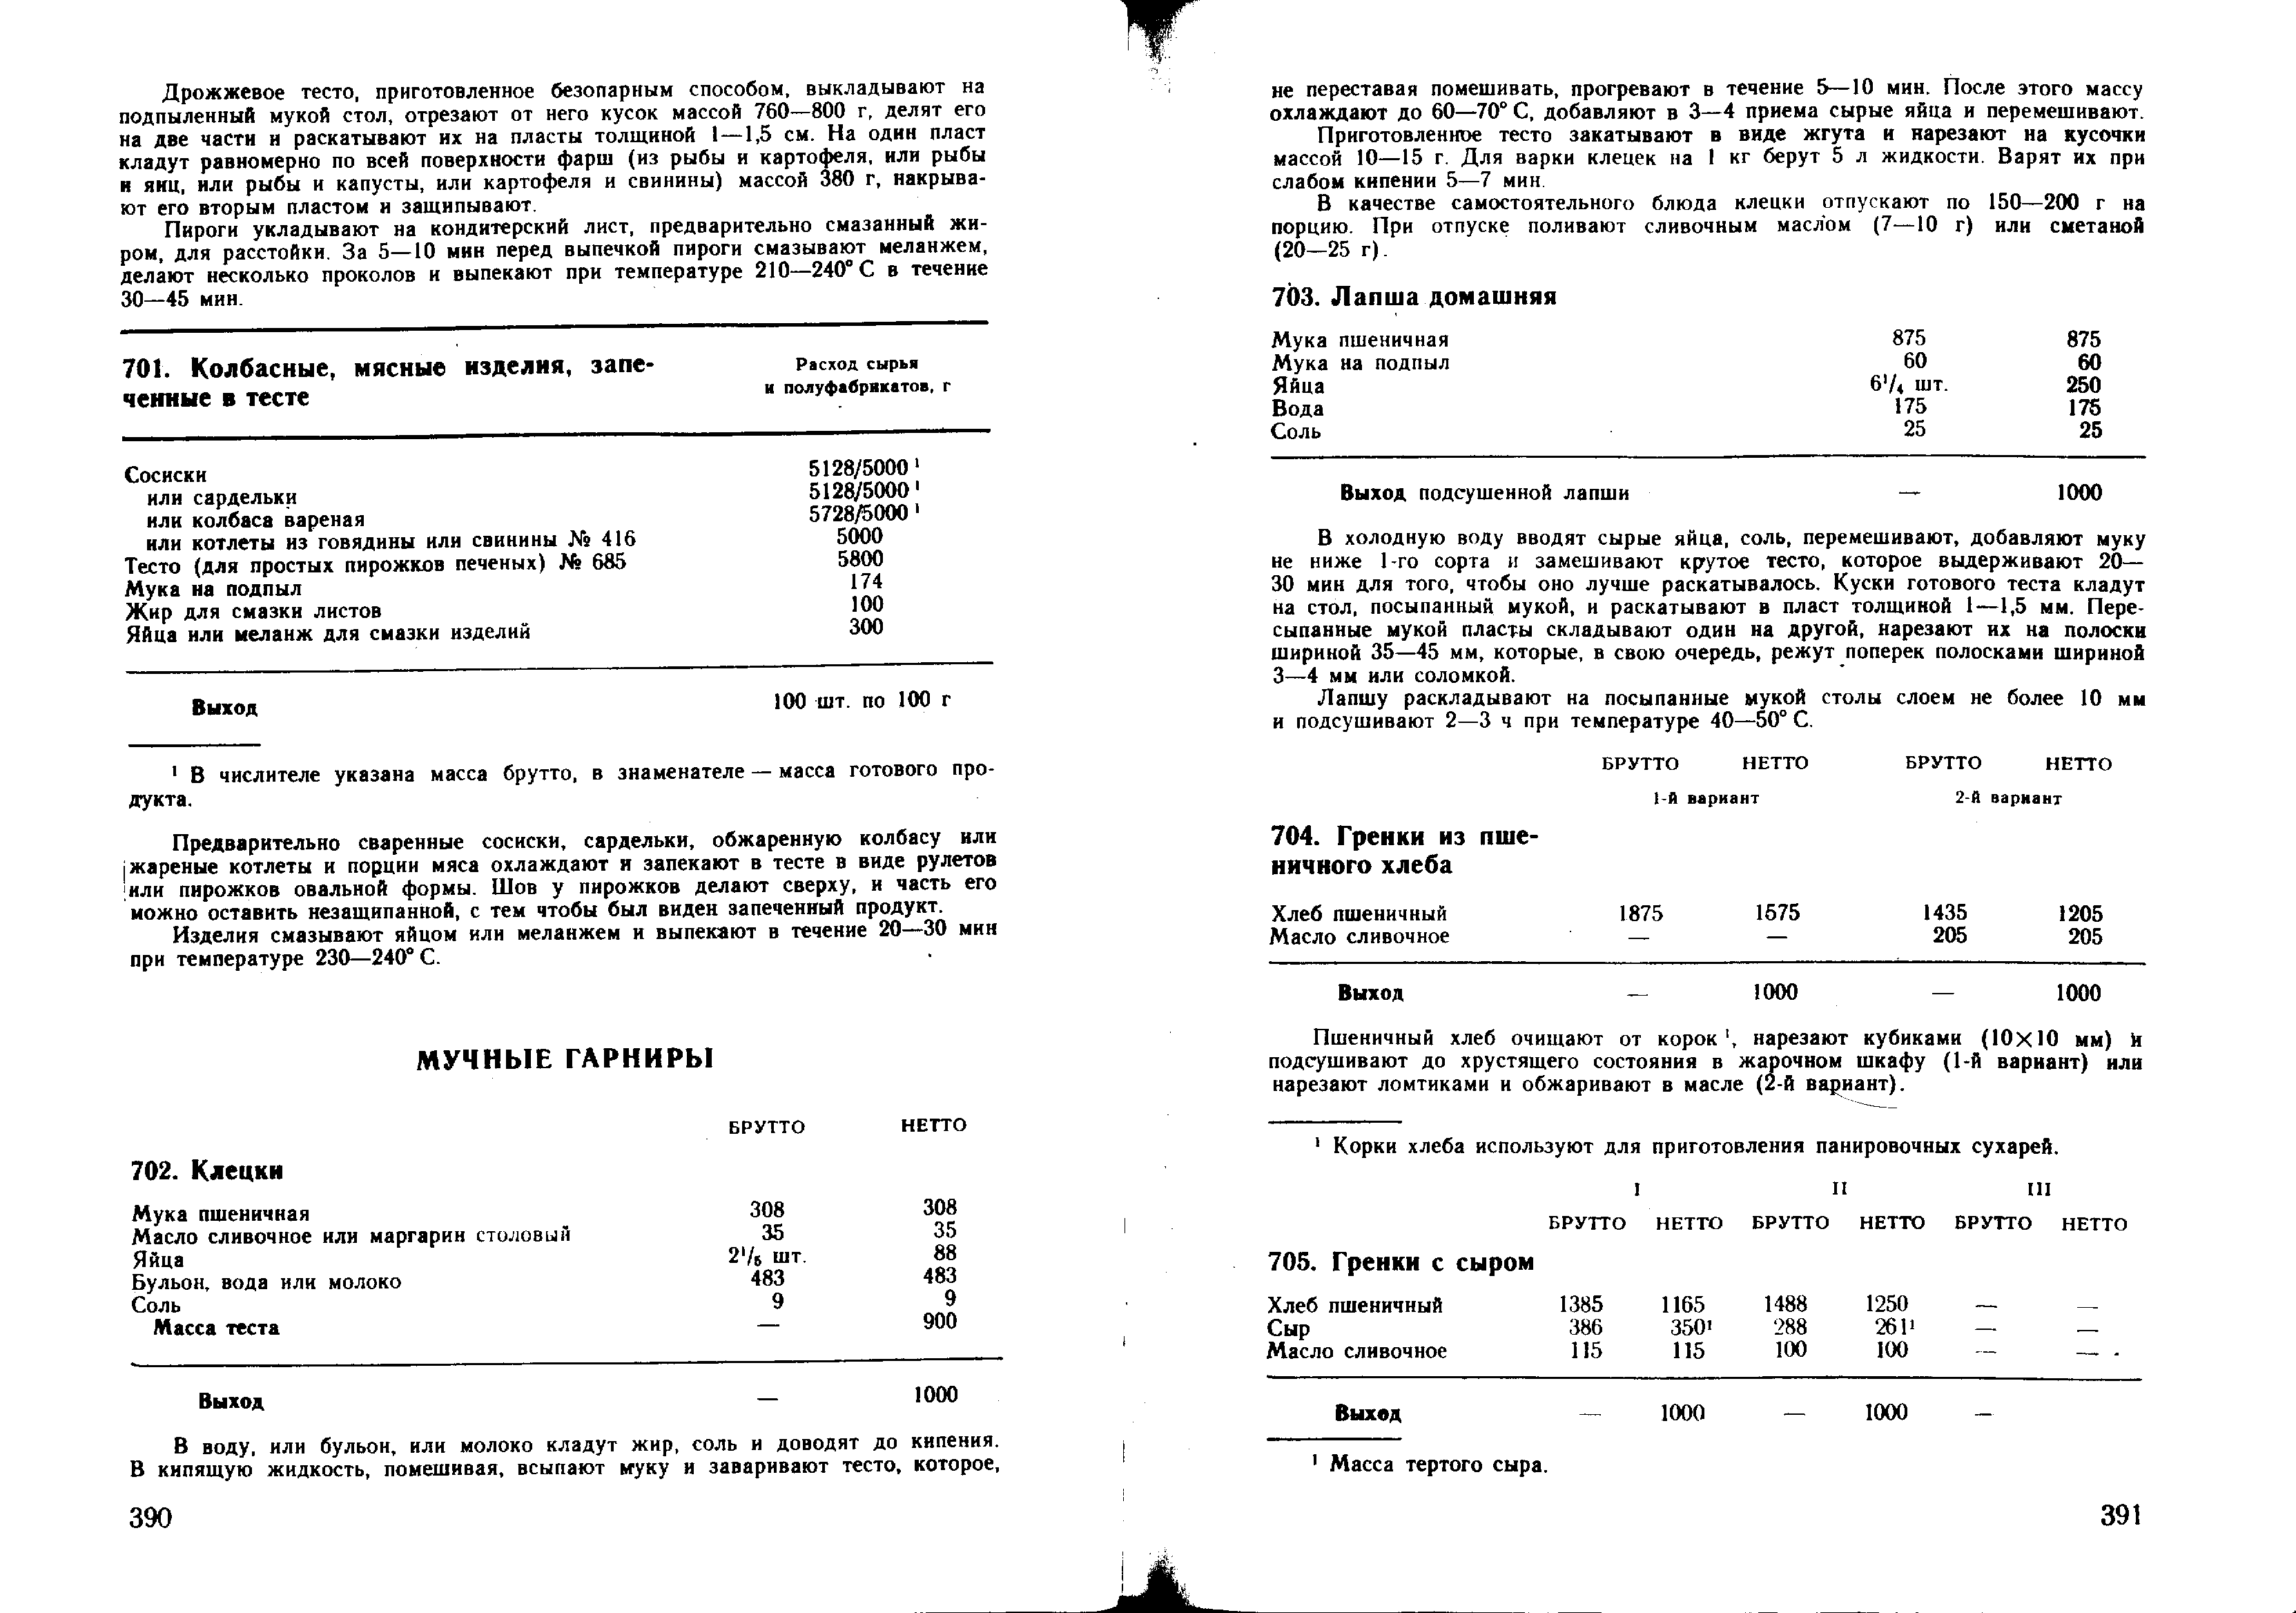 Дрожжевое тесто, приготовленное безопарным способом, выкладывают на
подпыленный мукой стол, отрезают от него кусок массой 760—800 г, делят его
на две части и раскатывают их на пласты толщиной 1—1,5 см. На один пласт
кладут равномерно по всей поверхности фарш (из рыбы и картофеля, или рыбы
и яиц, или рыбы и капусты, или картофеля и свинины) массой 380 г, накрыва-
ют его вторым пластом и защипывают.
Пироги укладывают на кондитерский лист, предварительно смазанный жи-
ром, для расстойки. За 5—10 мин перед выпечкой пироги смазывают меланжем,
делают несколько проколов и выпекают при температуре 210—240° С в течение
30—45 мин.
701. Колбасные, мясные изделия, запе-
ченные в тесте
Расход сырья
и полуфабрикатов, г
Сосиски 5128/5000 ¹
или сардельки 5128/5000 ¹
или колбаса вареная 5728/5000 ¹
или котлеты из говядины или свинины № 416 5000
Тесто (для простых пирожков печеных) № 685 5800
Мука на подпыл 174
Жир для смазки листов 100
Яйца или меланж для смазки изделий 300
Выход 100 шт. по 100 г
¹ В числителе указана масса брутто, в знаменателе — масса готового про-
дукта.
Предварительно сваренные сосиски, сардельки, обжаренную колбасу или
жареные котлеты и порции мяса охлаждают и запекают в тесте в виде рулетов
или пирожков овальной формы. Шов у пирожков делают сверху, и часть его
можно оставить незащипанной, с тем чтобы был виден запеченный продукт.
Изделия смазывают яйцом или меланжем и выпекают в течение 20—30 мин
при температуре 230—240° С.
МУЧНЫЕ ГАРНИРЫ
БРУТТО НЕТТО
702. Клецки
Мука пшеничная 308 308
Масло сливочное или маргарин столовый 35 35
Яйца 2¹/₅ шт. 88
Бульон, вода или молоко 483 483
Соль 9 9
Масса теста — 900
Выход — 1000
В воду, или бульон, или молоко кладут жир, соль и доводят до кипения.
В кипящую жидкость, помешивая, всыпают муку и заваривают тесто, которое,
390
не переставая помешивать, прогревают в течение 5—10 мин. После этого массу
охлаждают до 60—70° С, добавляют в 3—4 приема сырые яйца и перемешивают.
Приготовленное тесто закатывают в виде жгута и нарезают на кусочки
массой 10—15 г. Для варки клецек на 1 кг берут 5 л жидкости. Варят их при
слабом кипении 5—7 мин.
В качестве самостоятельного блюда клецки отпускают по 150—200 г на
порцию. При отпуске поливают сливочным маслом (7—10 г) или сметаной
(20—25 г).
703. Лапша домашняя
Мука пшеничная 875 875
Мука на подпыл 60 60
Яйца 6¹/₄ шт. 250
Вода 175 175
Соль 25 25
Выход подсушенной лапши — 1000
В холодную воду вводят сырые яйца, соль, перемешивают, добавляют муку
не ниже 1-го сорта и замешивают крутое тесто, которое выдерживают 20—
30 мин для того, чтобы оно лучше раскатывалось. Куски готового теста кладут
на стол, посыпанный мукой, и раскатывают в пласт толщиной 1—1,5 мм. Пере-
сыпанные мукой пласты складывают один на другой, нарезают их на полоски
шириной 35—45 мм, которые, в свою очередь, режут поперек полосками шириной
3—4 мм или соломкой.
Лапшу раскладывают на посыпанные мукой столы слоем не более 10 мм
и подсушивают 2—3 ч при температуре 40—50° С.
БРУТТО НЕТТО БРУТТО НЕТТО
1-й вариант 2-й вариант
704. Гренки из пше-
ничного хлеба
Хлеб пшеничный 1875 1575 1435 1205
Масло сливочное — — 205 205
Выход — 1000 — 1000
Пшеничный хлеб очищают от корок ¹, нарезают кубиками (10×10 мм) и
подсушивают до хрустящего состояния в жарочном шкафу (1-й вариант) или
нарезают ломтиками и обжаривают в масле (2-й вариант).
¹ Корки хлеба используют для приготовления панировочных сухарей.
I II III
БРУТТО НЕТТО БРУТТО НЕТТО БРУТТО НЕТТО
705. Гренки с сыром
Хлеб пшеничный 1385 1165 1488 1250 — —
Сыр 386 350¹ 288 261¹ — —
Масло сливочное 115 115 100 100 — —
Выход — 1000 — 1000 —
¹ Масса тертого сыра.
391